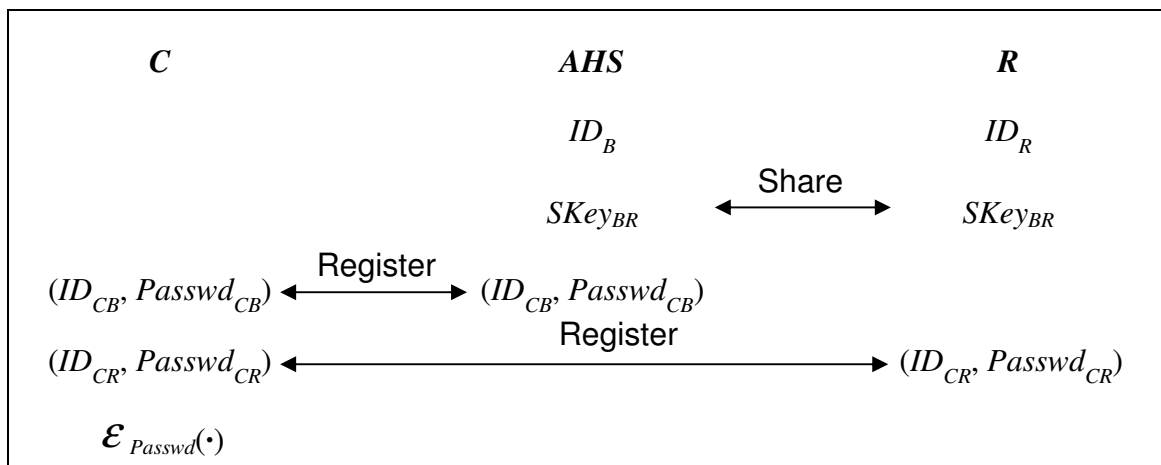 C AHS R
ID_B ID_R
Share
SKey_BR SKey_BR
Register
(ID_CB, Passwd_CB) (ID_CB, Passwd_CB)
Register
(ID_CR, Passwd_CR) (ID_CR, Passwd_CR)
ℰ_Passwd(·)